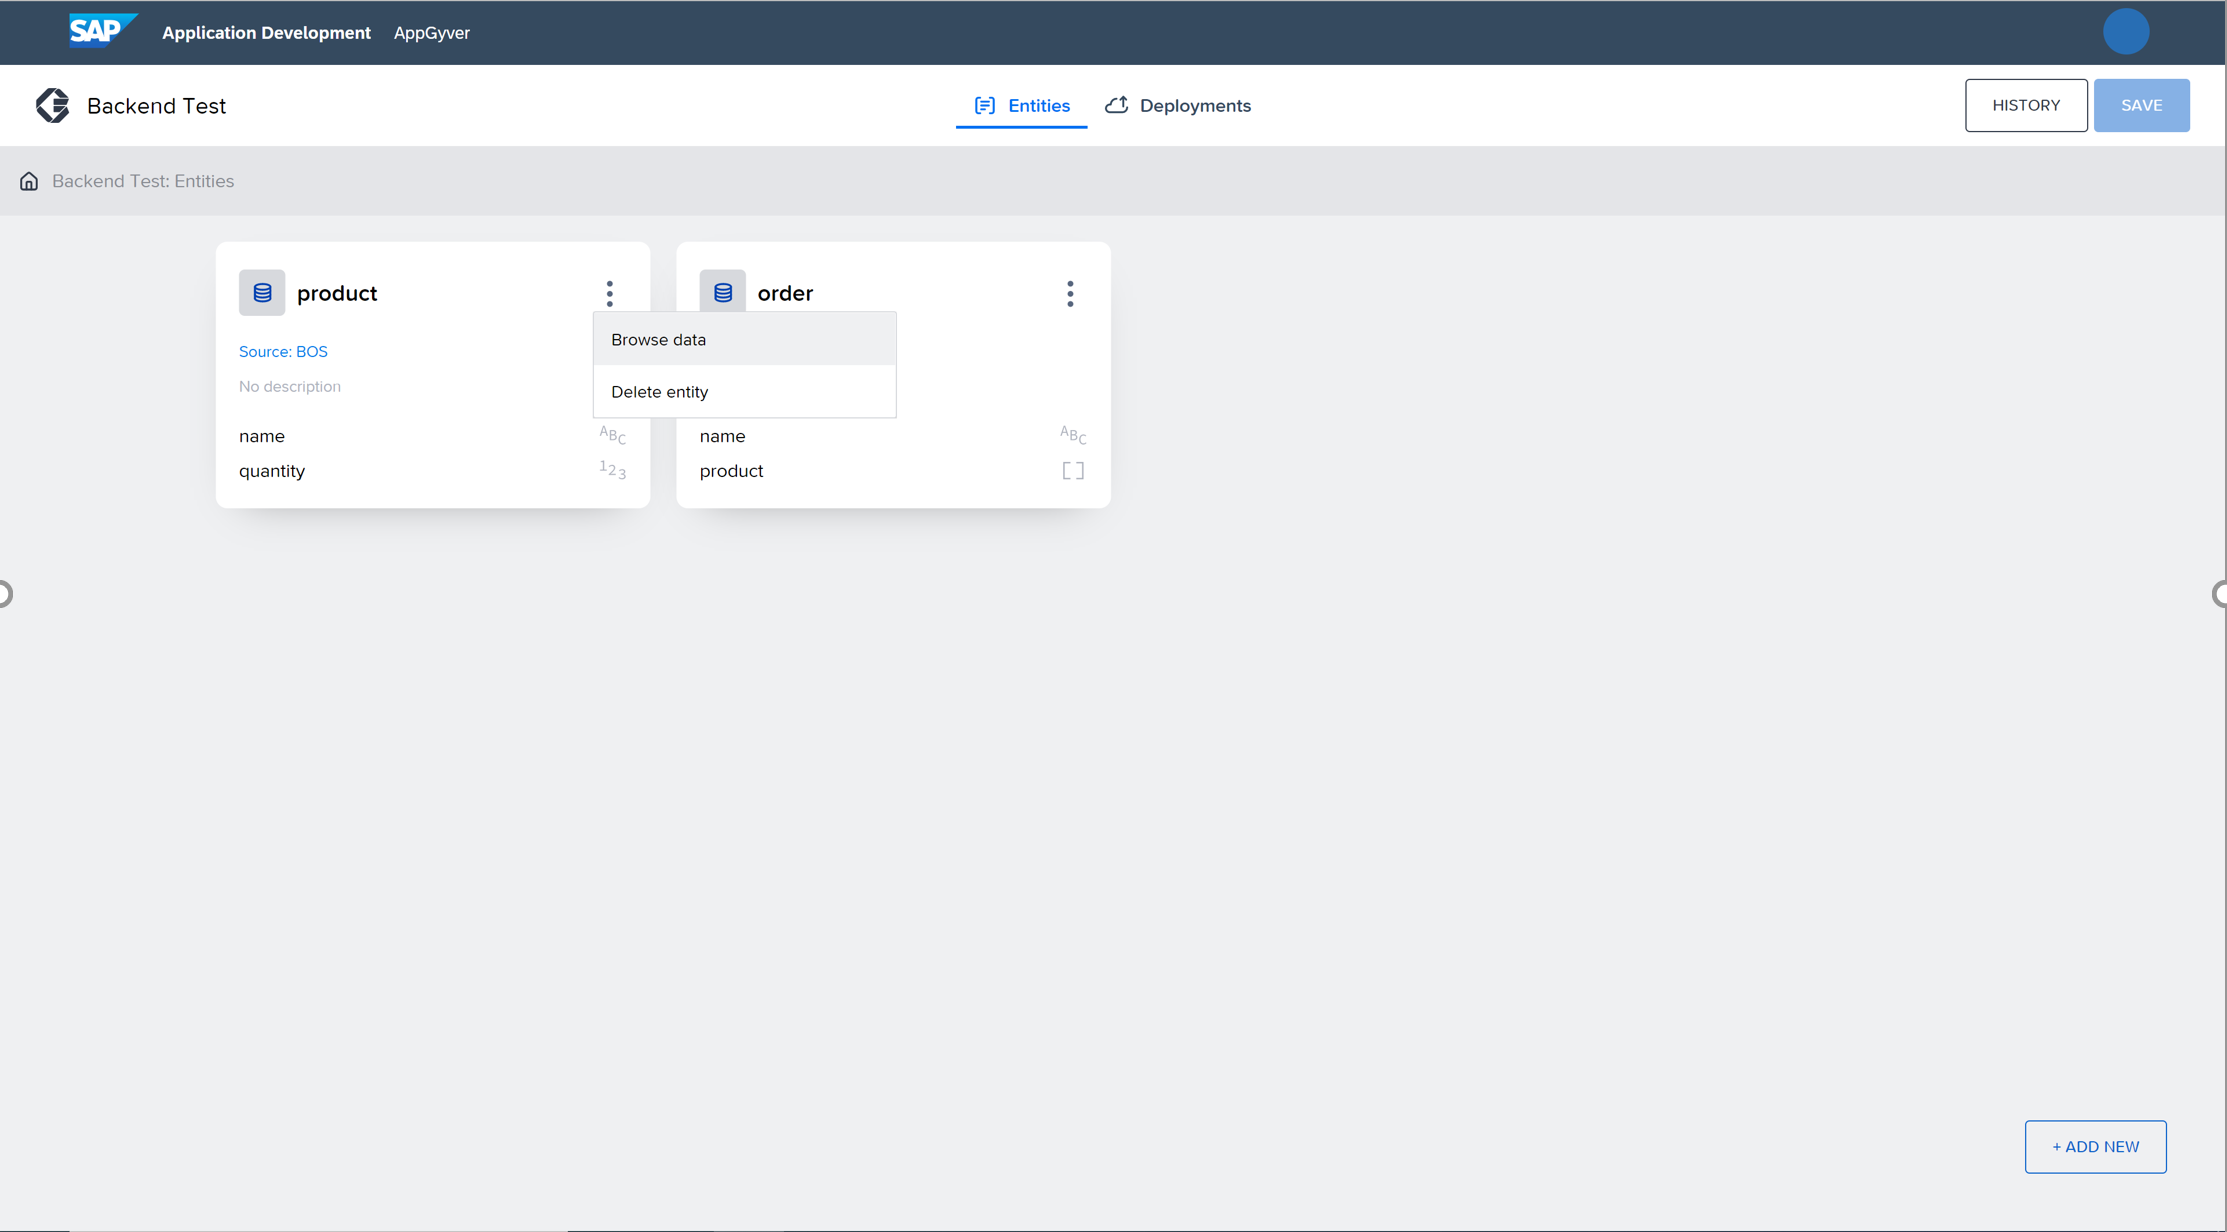 SAP Application Development AppGyver
Backend Test
Entities Deployments
HISTORY SAVE
Backend Test: Entities
product
Source: BOS
No description
name ABC
quantity 123
order
Browse data
Delete entity
name ABC
product []
+ ADD NEW